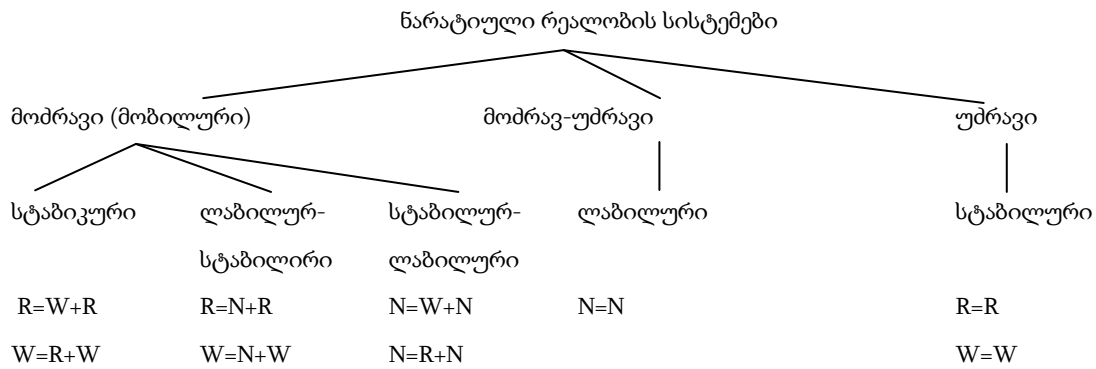 ნარატიული რეალობის სისტემები
მოძრავი (მობილური) მოძრავ-უძრავი უძრავი
სტაბიკური ლაბილურ- სტაბილურ- ლაბილური სტაბილური
სტაბილირი ლაბილური
R=W+R R=N+R N=W+N N=N R=R
W=R+W W=N+W N=R+N W=W